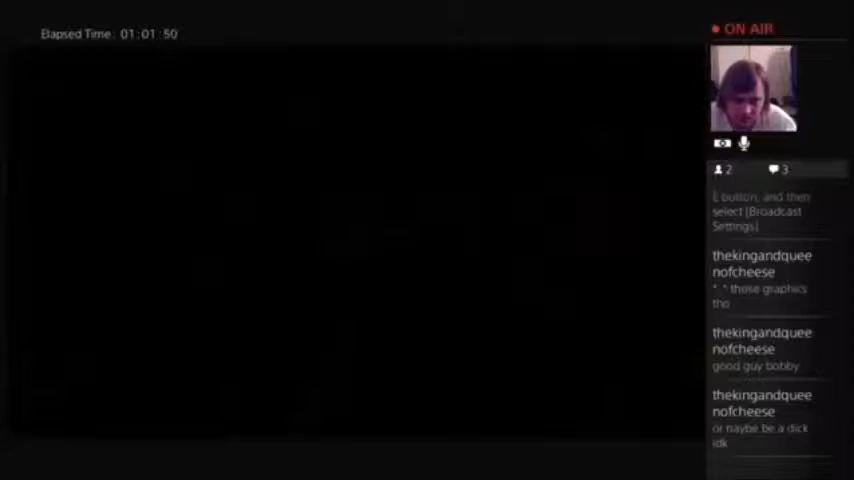 Elapsed Time: 01:01:50
ON AIR
2 3
E button, and then
select [Broadcast
Settings]
thekingandquee
nofcheese
*.* those graphics
tho
thekingandquee
nofcheese
good guy bobby
thekingandquee
nofcheese
or naybe be a dick
idk